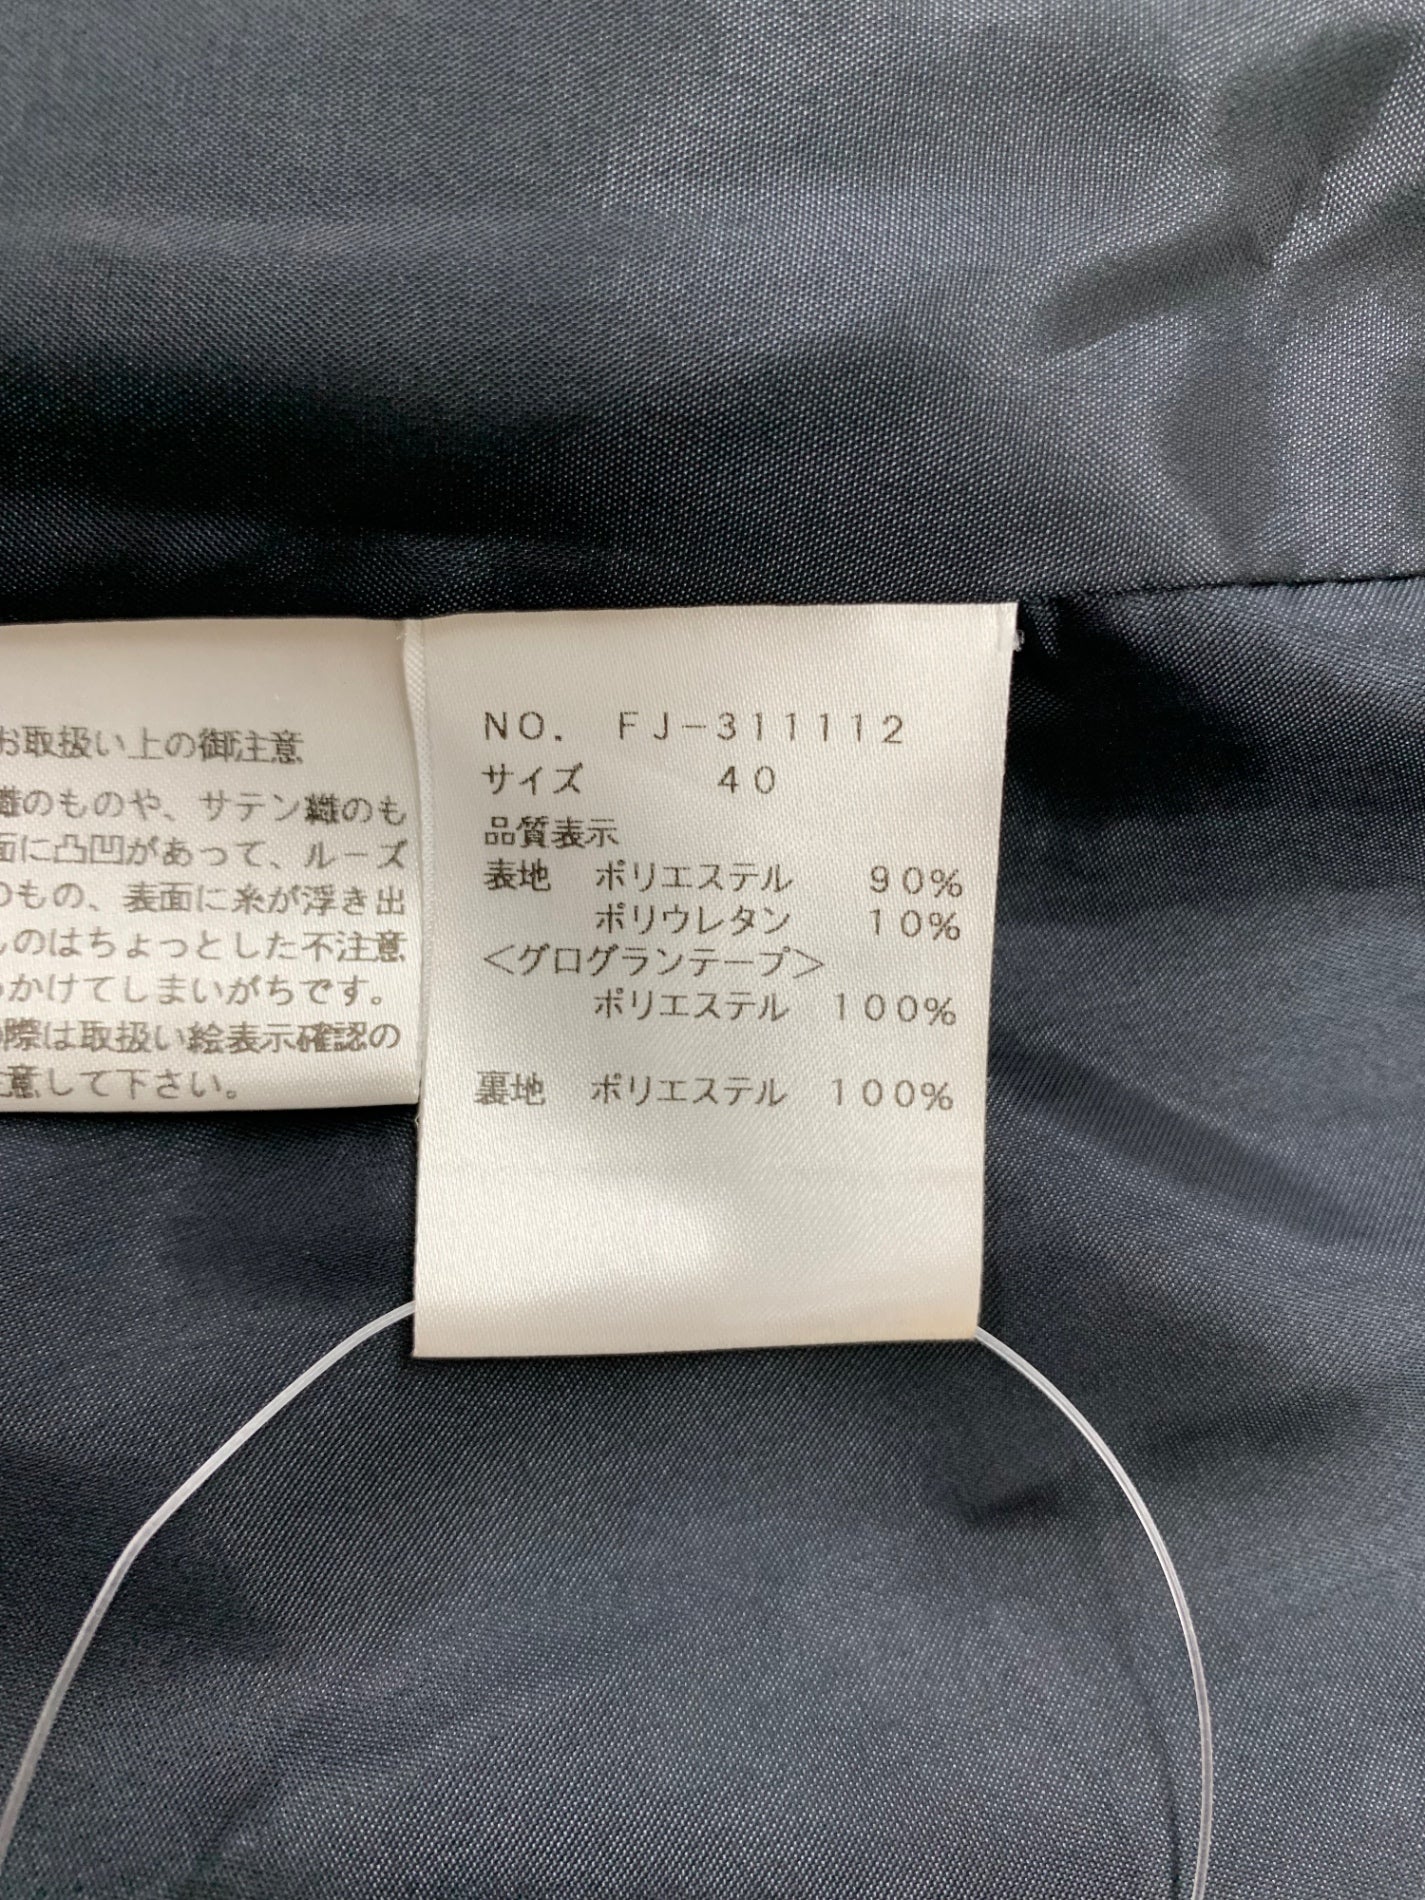 お取扱い上の御注意
織のものや、サテン織のも
面に凸凹があって、ルーズ
のもの、表面に糸が浮き出
ものはちょっとした不注意
かけてしまいがちです。
際は取扱い絵表示確認の
注意して下さい。
NO. FJ-311112
サイズ 40
品質表示
表地 ポリエステル 90%
ポリウレタン 10%
<グログランテープ>
ポリエステル 100%
裏地 ポリエステル 100%